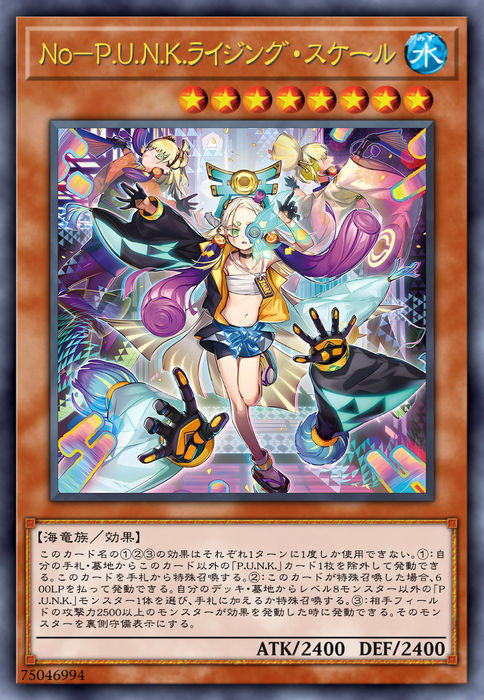 No－P.U.N.K.ライジング・スケール
みず
水
【海竜族／効果】
このカード名の①②③の効果はそれぞれ1ターンに1度しか使用できない。①：自
分の手札・墓地からこのカード以外の「P.U.N.K.」カード1枚を除外して発動でき
る。このカードを手札から特殊召喚する。②：このカードが特殊召喚した場合、6
00LPを払って発動できる。自分のデッキ・墓地からレベル8モンスター以外の「P
.U.N.K.」モンスター1体を選び、手札に加えるか特殊召喚する。③：相手フィール
ドの攻撃力2500以上のモンスターが効果を発動した時に発動できる。そのモン
スターを裏側守備表示にする。
ATK/2400 DEF/2400
75046994